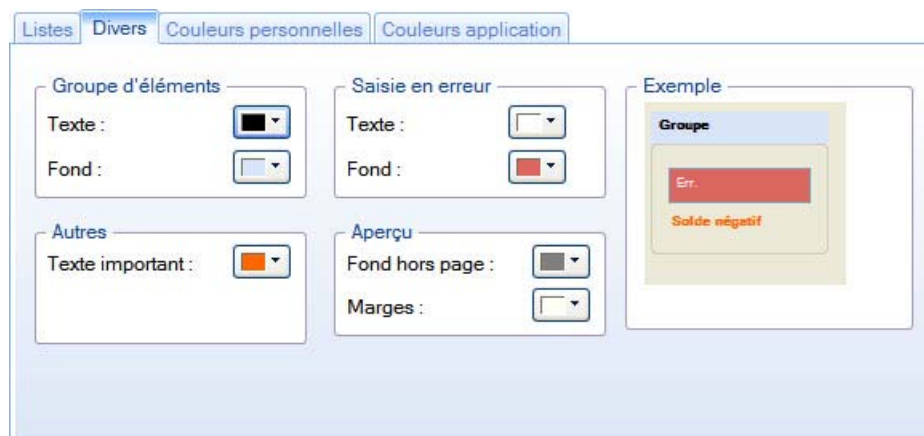 Listes Divers Couleurs personnelles Couleurs application
Groupe d'éléments
Texte :
Fond :
Saisie en erreur
Texte :
Fond :
Exemple
Groupe
Err.
Solde négatif
Autres
Texte important :
Aperçu
Fond hors page :
Marges :